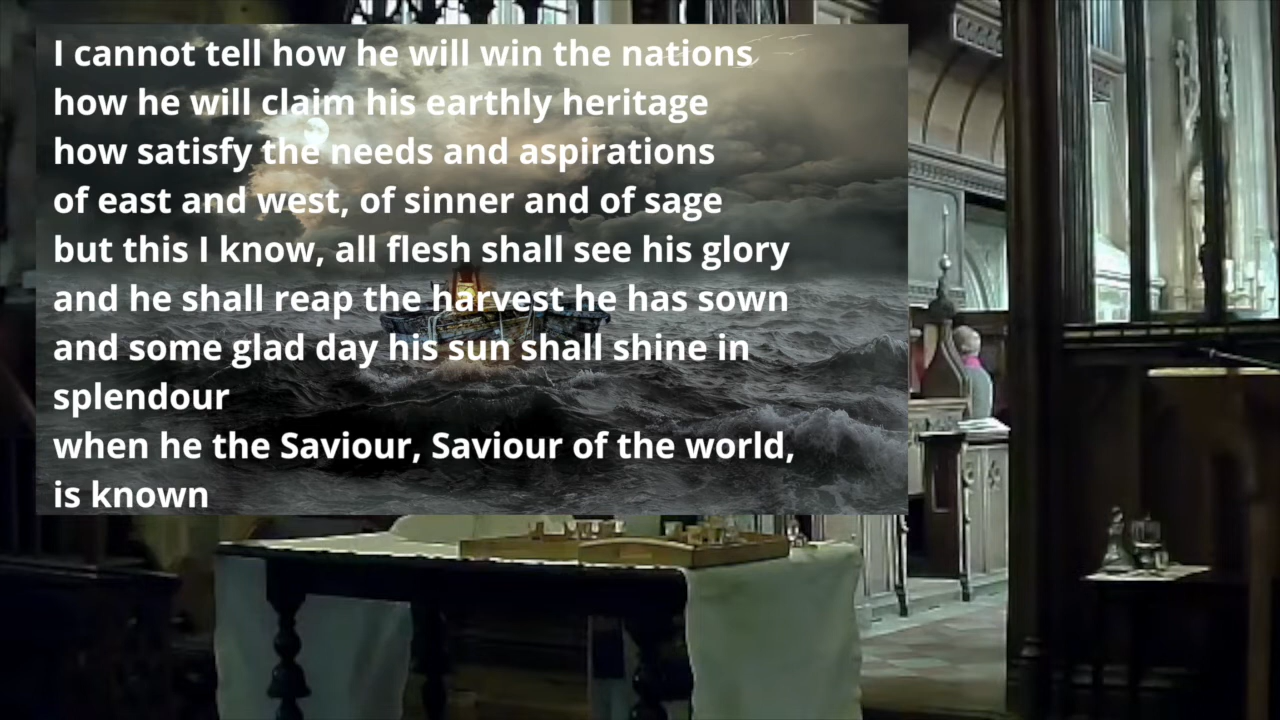 I cannot tell how he will win the nations
how he will claim his earthly heritage
how satisfy the needs and aspirations
of east and west, of sinner and of sage
but this I know, all flesh shall see his glory
and he shall reap the harvest he has sown
and some glad day his sun shall shine in
splendour
when he the Saviour, Saviour of the world,
is known